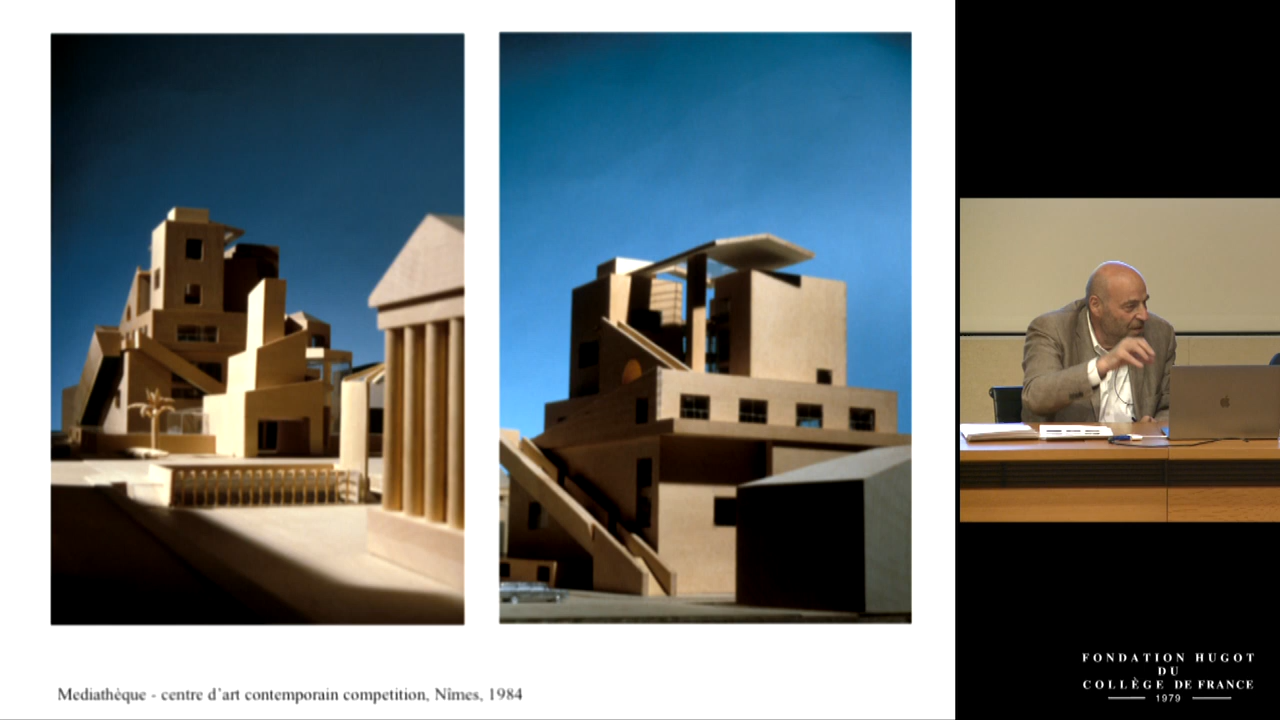 Mediathèque - centre d'art contemporain competition, Nîmes, 1984
FONDATION HUGOT
DU
COLLÈGE DE FRANCE
1979